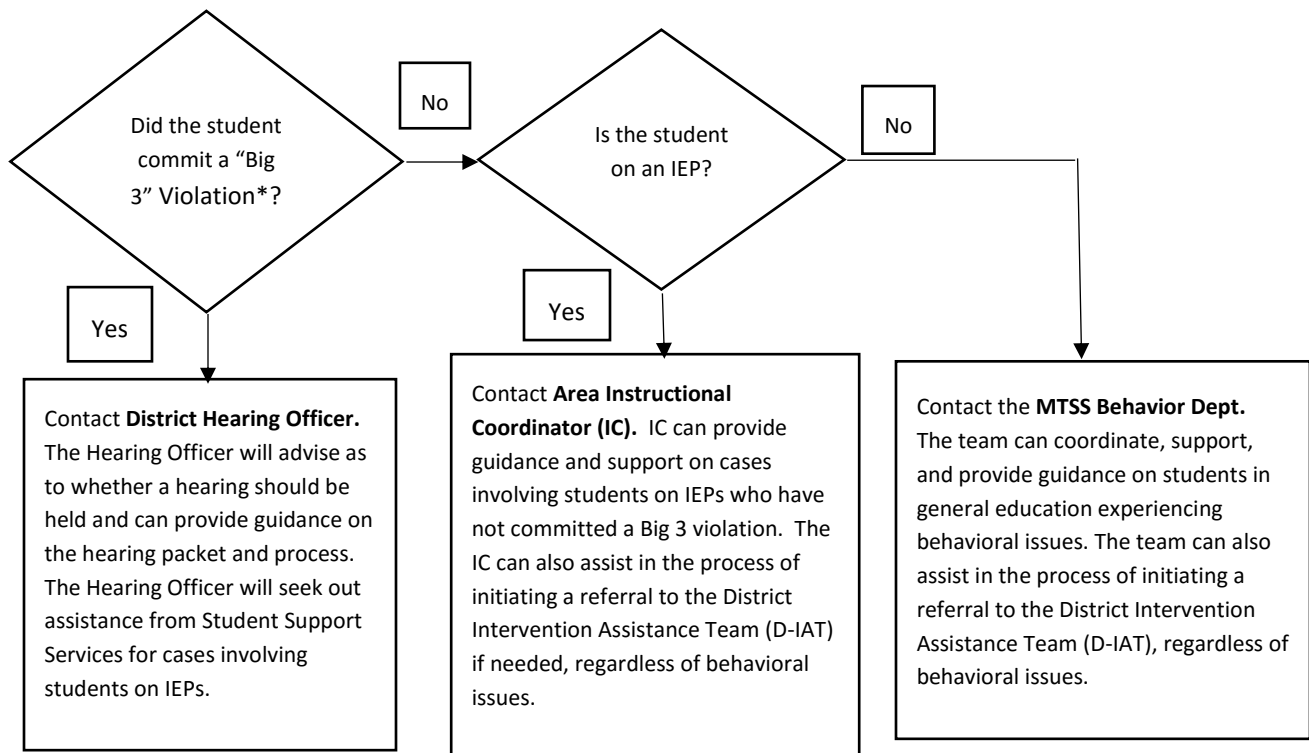 Did the student
commit a “Big
3” Violation*?
No
Is the student
on an IEP?
No
Yes
Contact District Hearing Officer.
The Hearing Officer will advise as
to whether a hearing should be
held and can provide guidance on
the hearing packet and process.
The Hearing Officer will seek out
assistance from Student Support
Services for cases involving
students on IEPs.
Yes
Contact Area Instructional
Coordinator (IC).  IC can provide
guidance and support on cases
involving students on IEPs who have
not committed a Big 3 violation.  The
IC can also assist in the process of
initiating a referral to the District
Intervention Assistance Team (D-IAT)
if needed, regardless of behavioral
issues.
Contact the MTSS Behavior Dept.
The team can coordinate, support,
and provide guidance on students in
general education experiencing
behavioral issues. The team can also
assist in the process of initiating a
referral to the District Intervention
Assistance Team (D-IAT), regardless of
behavioral issues.